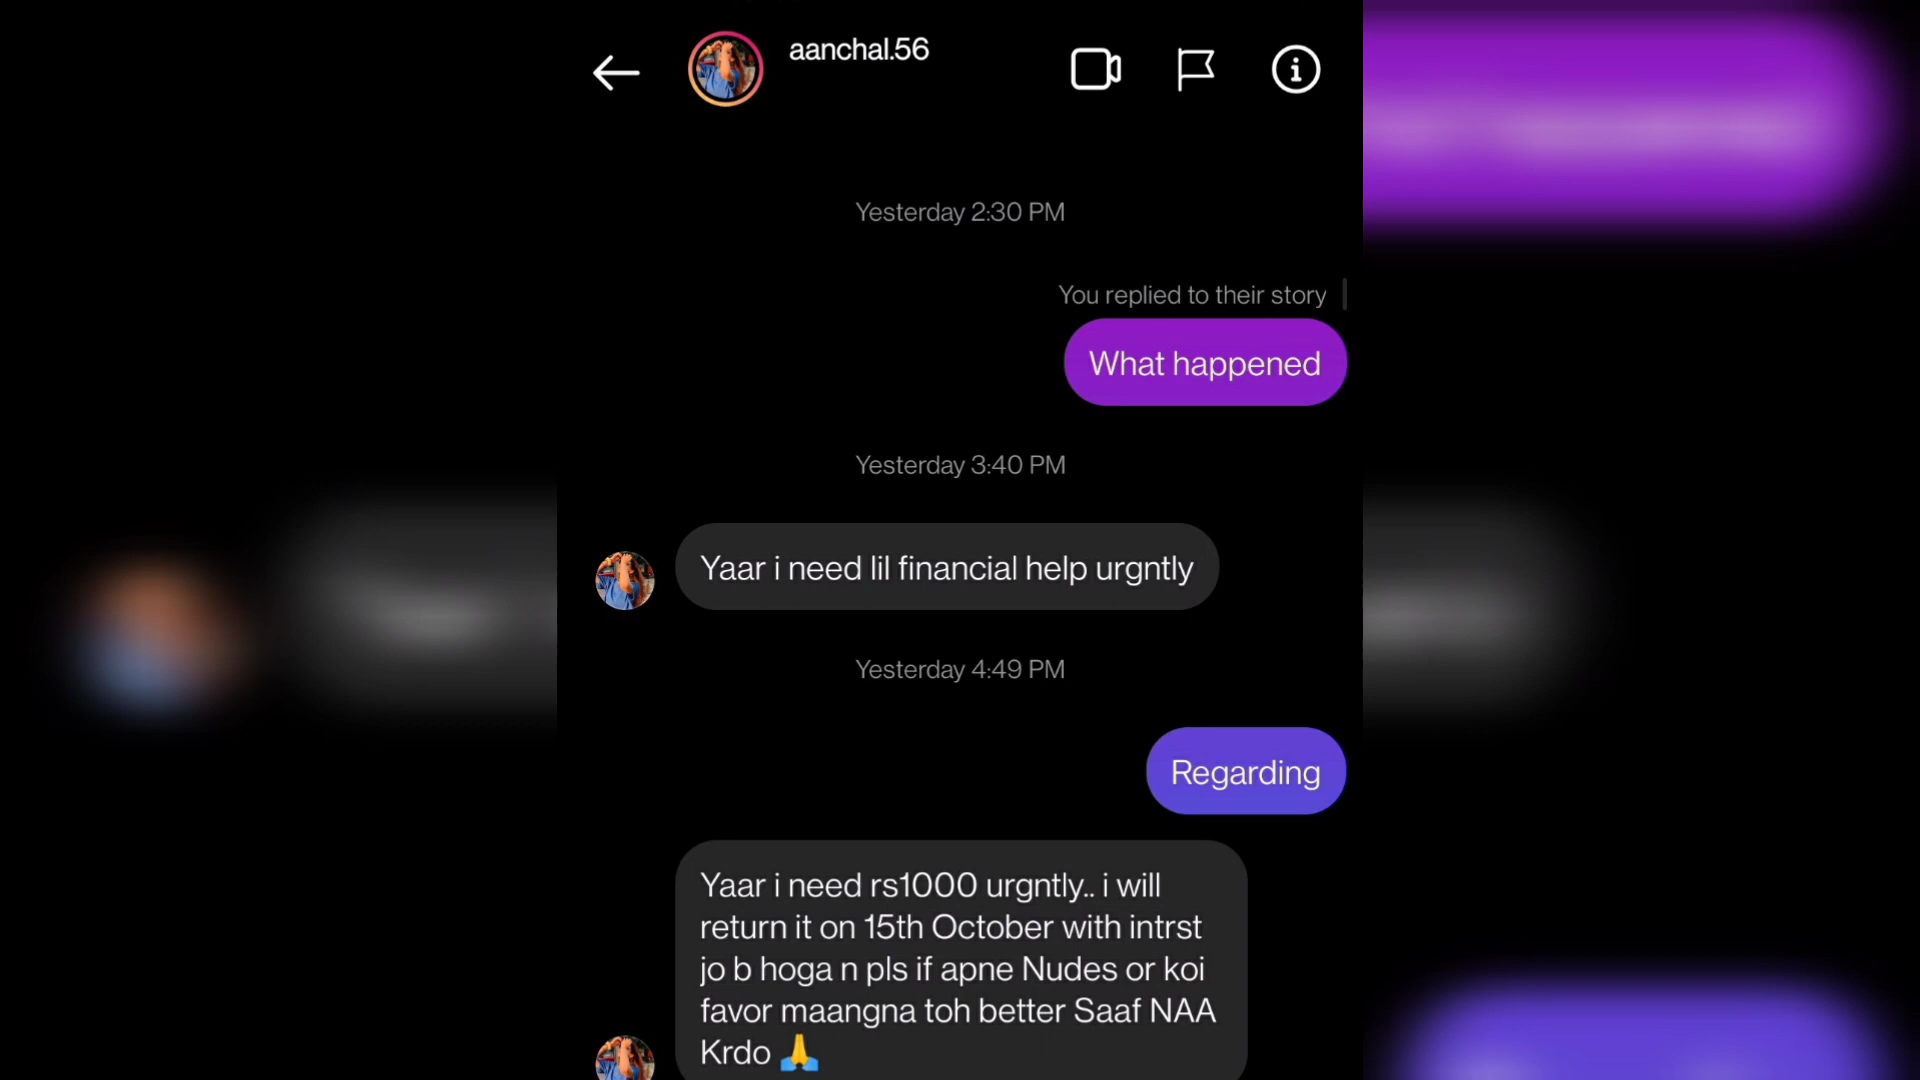 aanchal.56
Yesterday 2:30 PM
You replied to their story
What happened
Yesterday 3:40 PM
Yaar i need lil financial help urgntly
Yesterday 4:49 PM
Regarding
Yaar i need rs1000 urgntly.. i will
return it on 15th October with intrst
jo b hoga n pls if apne Nudes or koi
favor maangna toh better Saaf NAA
Krdo 🙏